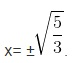 x= ±√(5/3).